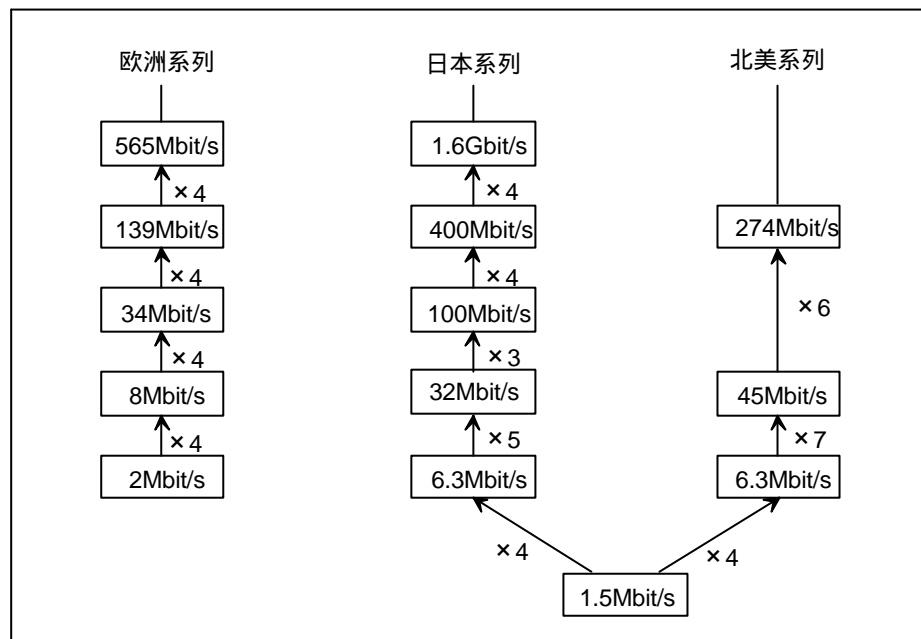 欧洲系列
日本系列
北美系列
565Mbit/s
1.6Gbit/s
×4
×4
139Mbit/s
400Mbit/s
274Mbit/s
×4
×4
34Mbit/s
100Mbit/s
×6
×4
×3
8Mbit/s
32Mbit/s
45Mbit/s
×4
×5
×7
2Mbit/s
6.3Mbit/s
6.3Mbit/s
×4
×4
1.5Mbit/s